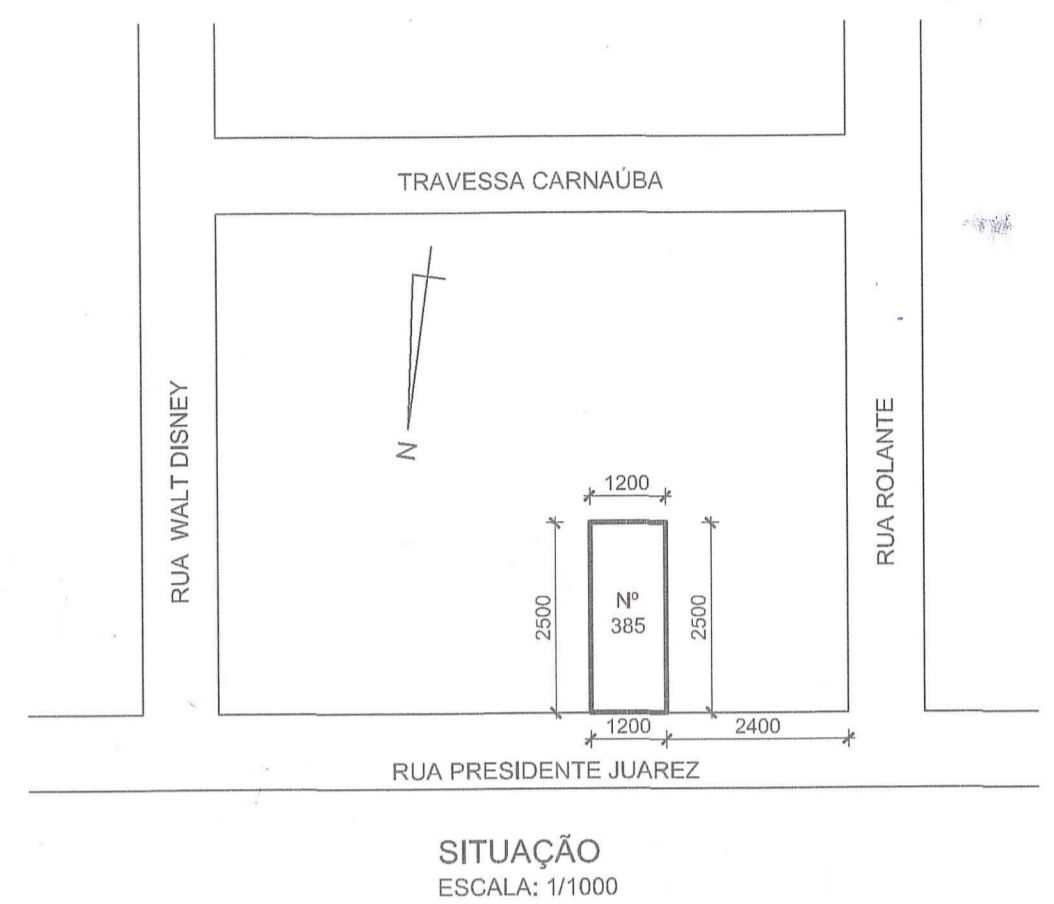 TRAVESSA CARNAÚBA
RUA WALT DISNEY
N
RUA ROLANTE
1200
2500
Nº
385
2500
1200
2400
RUA PRESIDENTE JUAREZ
SITUAÇÃO
ESCALA: 1/1000